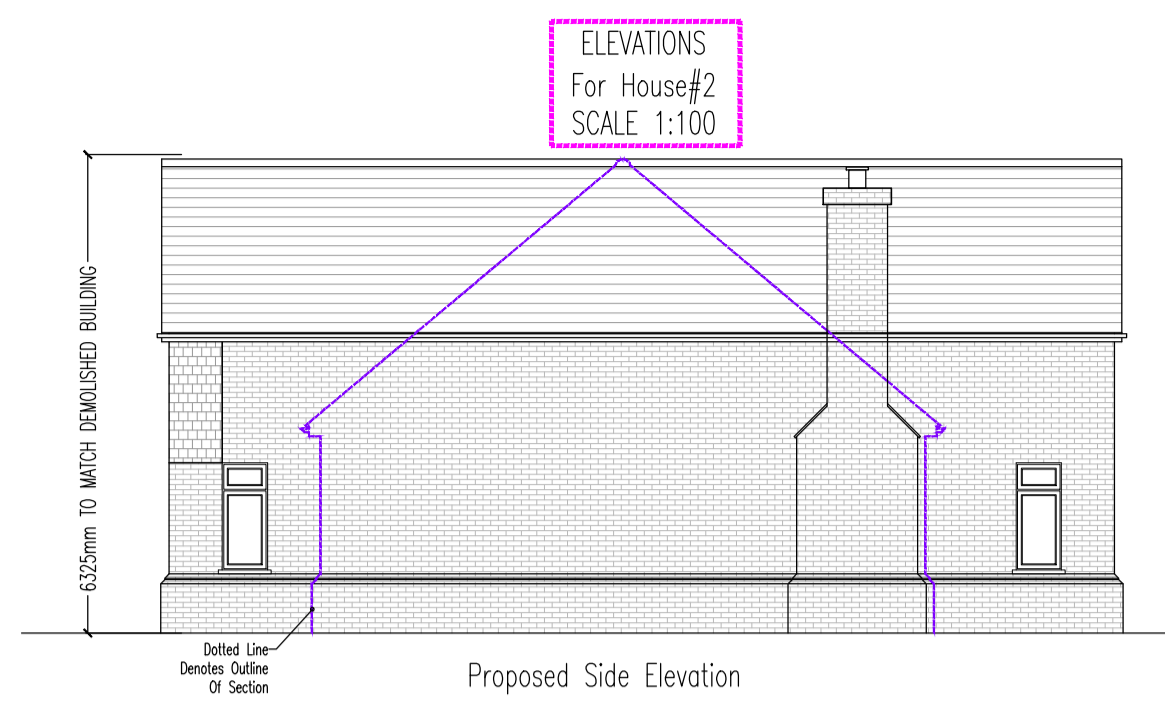 ELEVATIONS
For House#2
SCALE 1:100
6325mm TO MATCH DEMOLISHED BUILDING
Dotted Line
Denotes Outline
Of Section
Proposed Side Elevation